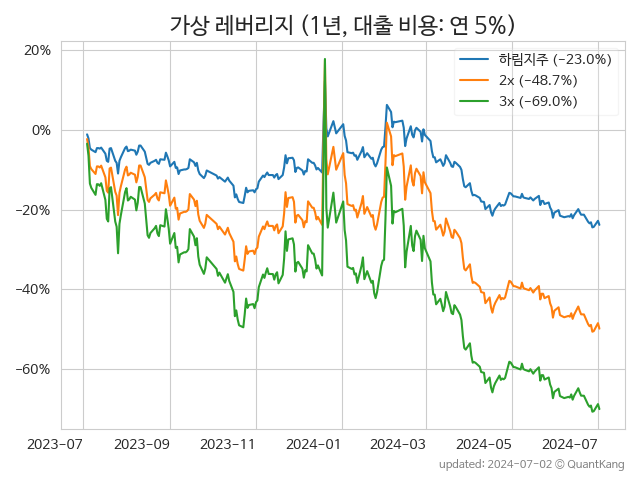 가상 레버리지 (1년, 대출 비용: 연 5%)
하림지주 (−23.0%)
2x (−48.7%)
3x (−69.0%)
20%
0%
−20%
−40%
−60%
2023-07 2023-09 2023-11 2024-01 2024-03 2024-05 2024-07
updated: 2024-07-02 © QuantKang